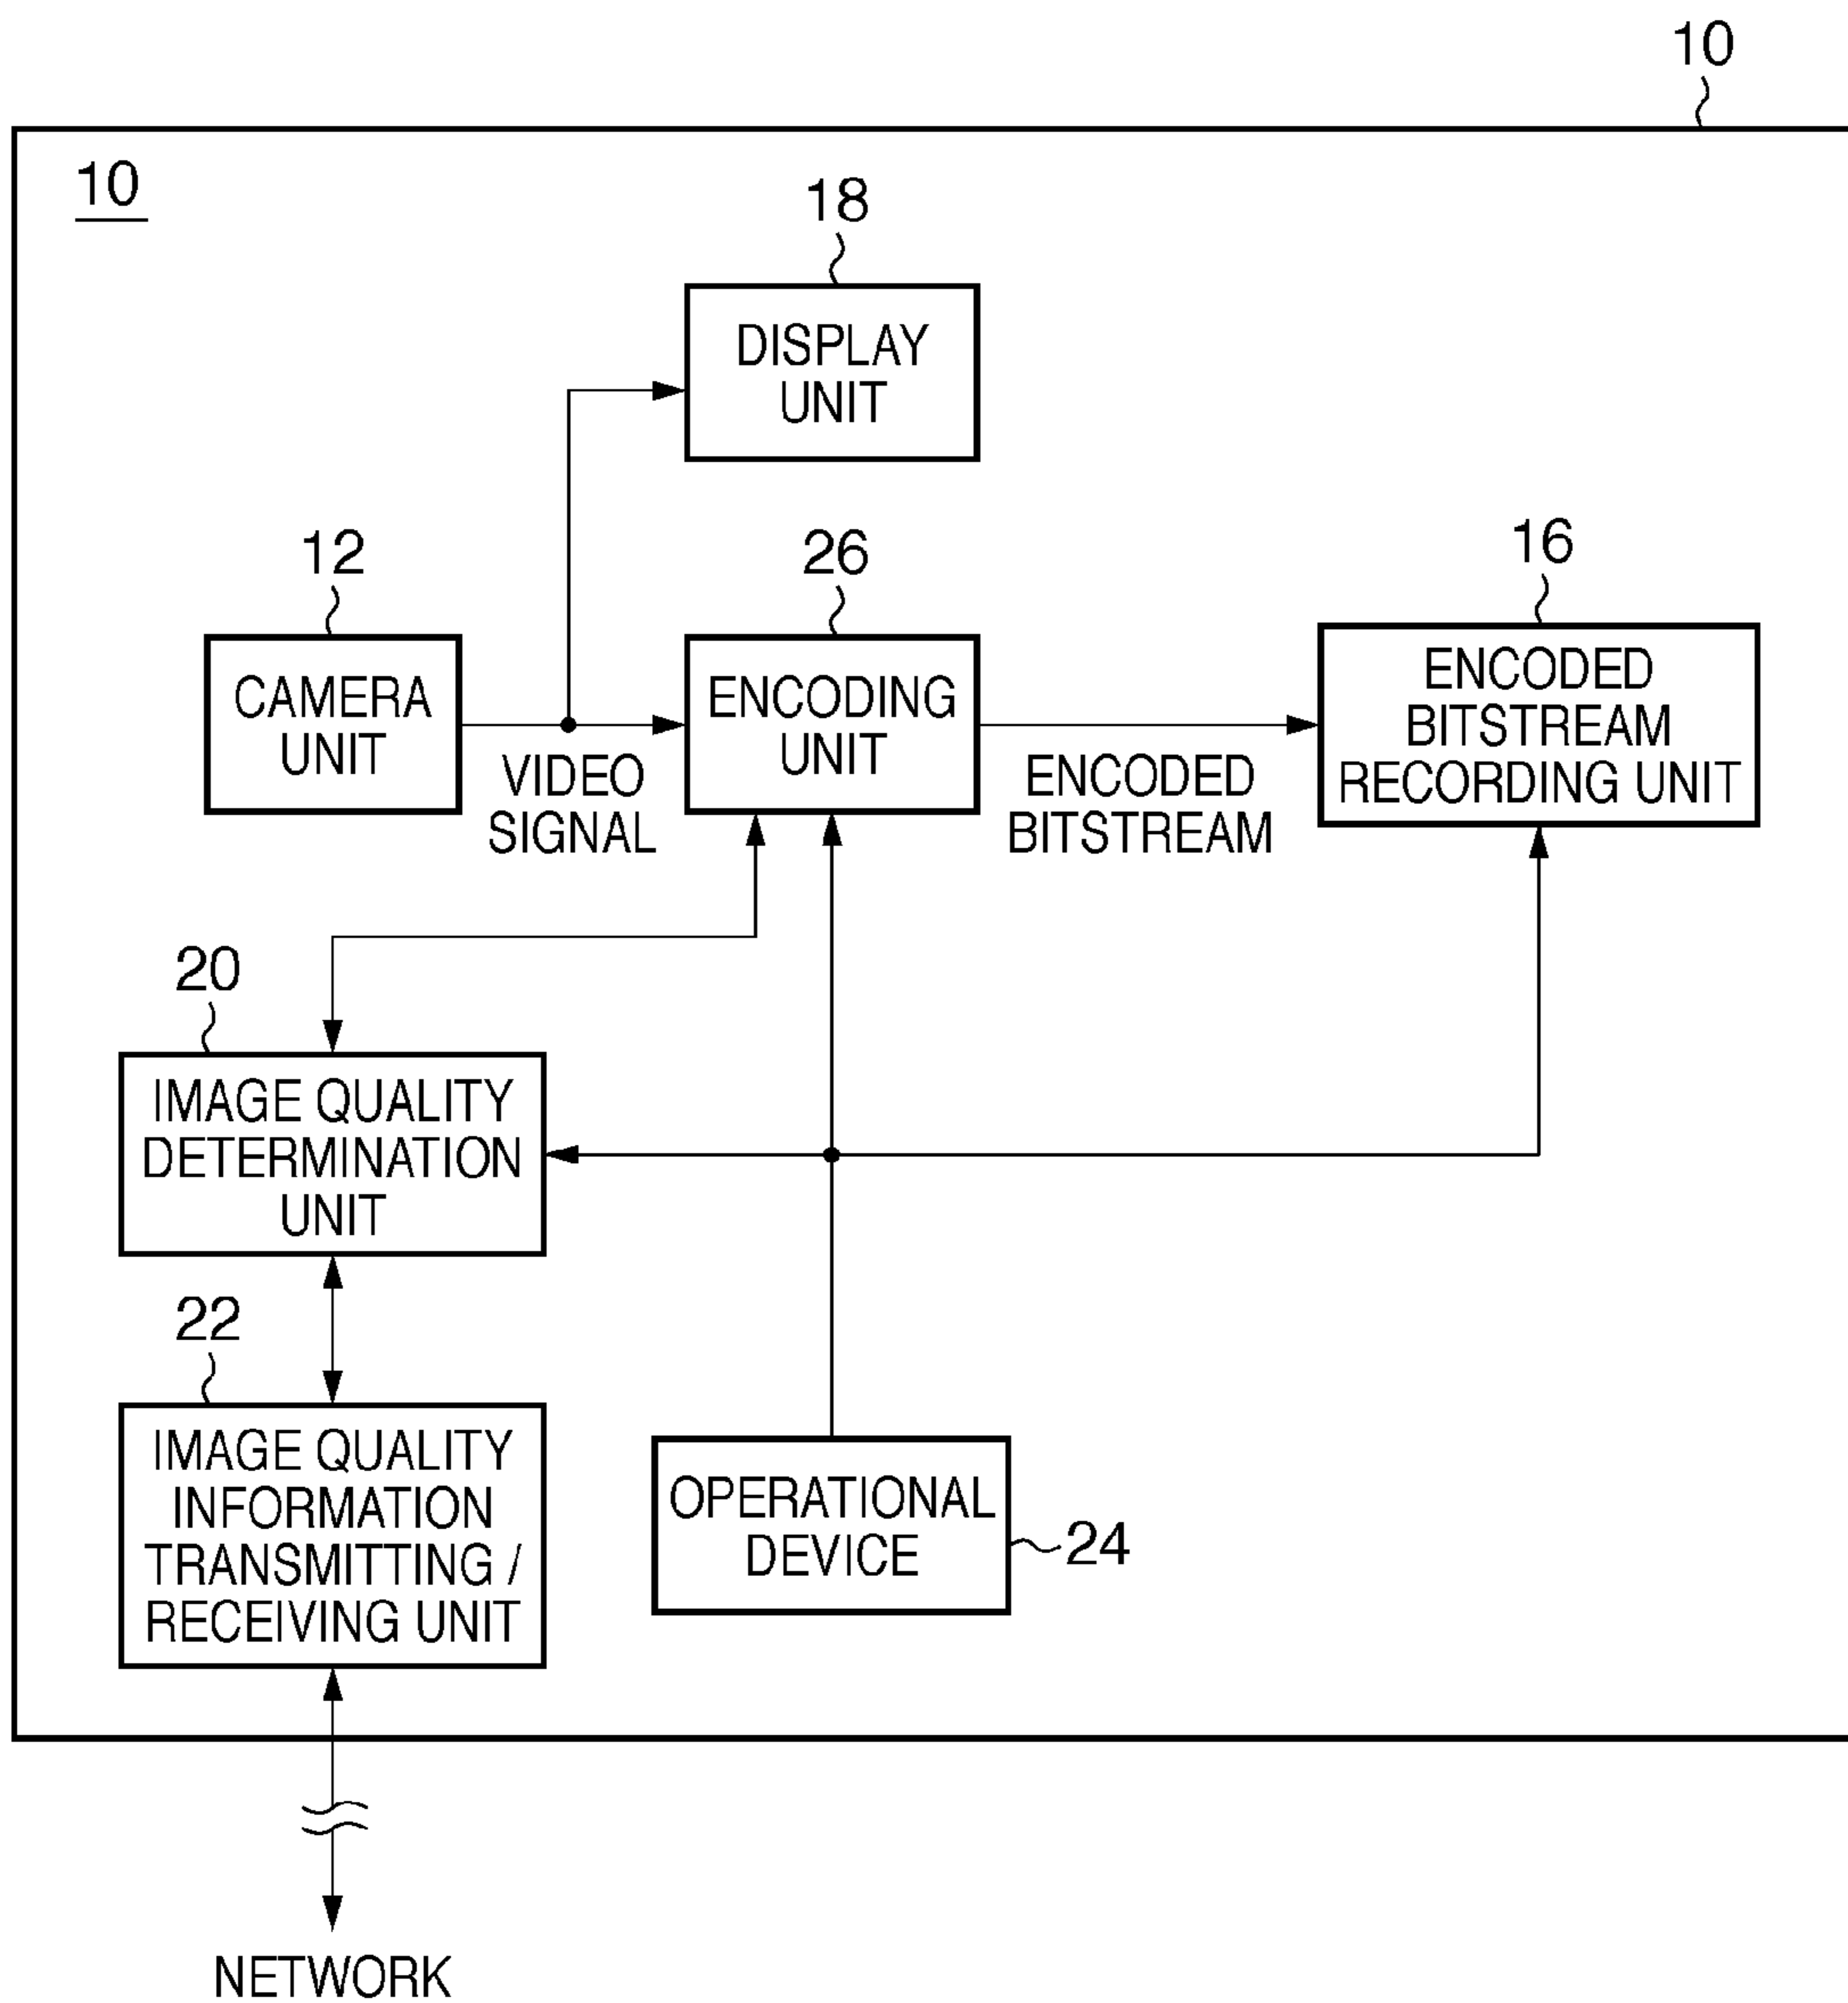 10
10
18
DISPLAY
UNIT
12
CAMERA
UNIT
VIDEO
SIGNAL
26
ENCODING
UNIT
ENCODED
BITSTREAM
16
ENCODED
BITSTREAM
RECORDING UNIT
20
IMAGE QUALITY
DETERMINATION
UNIT
22
IMAGE QUALITY
INFORMATION
TRANSMITTING /
RECEIVING UNIT
OPERATIONAL
DEVICE
24
NETWORK